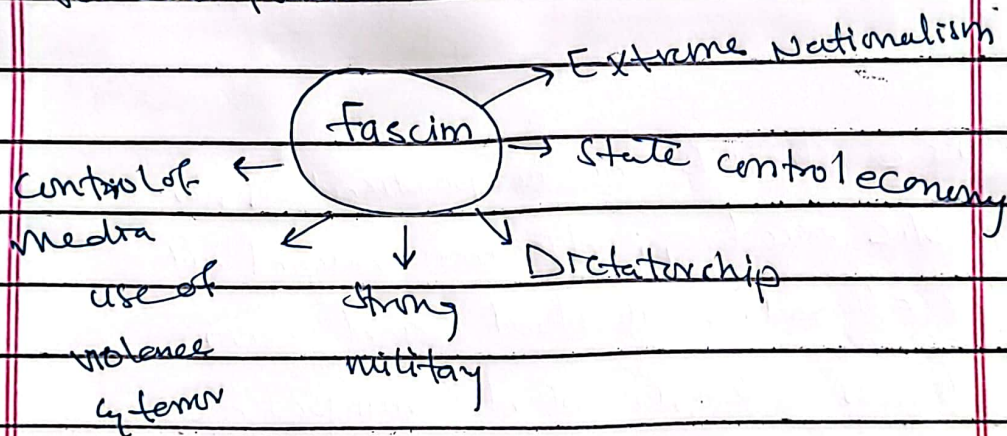 Extreme Nationalism
fascim
State control economy
control of
media
Dictatorchip
use of
violence
& terror
strong
military